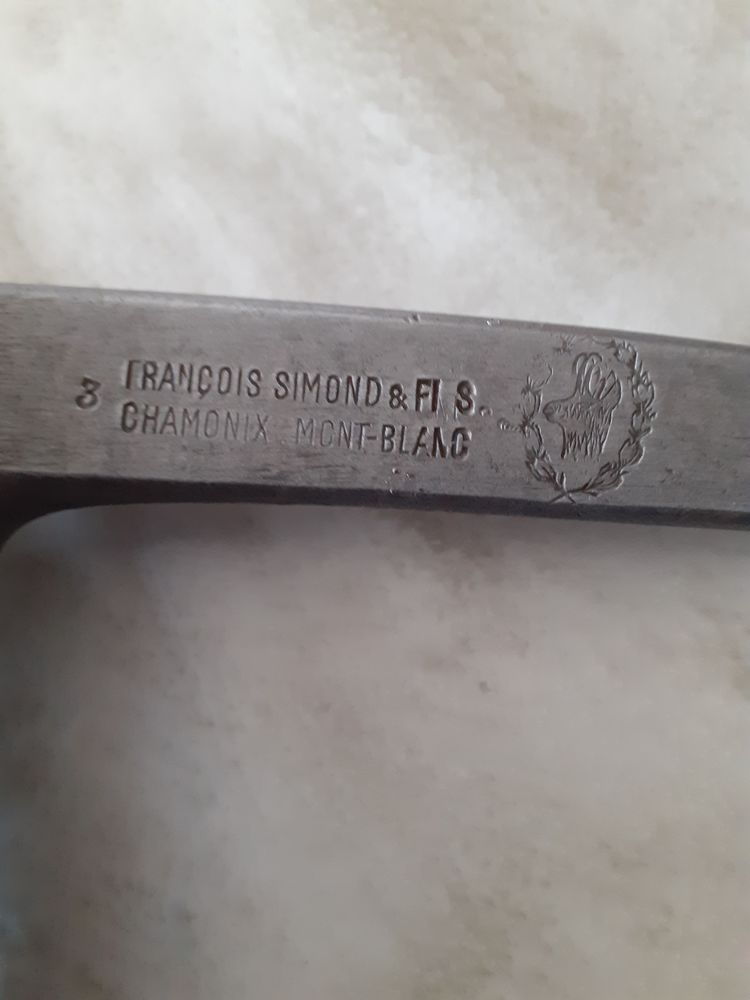 3 FRANÇOIS SIMOND & FILS.
CHAMONIX MONT-BLANC